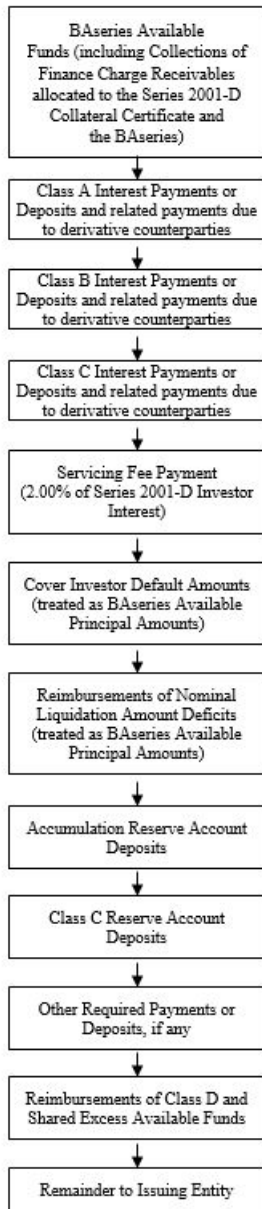 BAseries Available
Funds (including Collections of
Finance Charge Receivables
allocated to the Series 2001-D
Collateral Certificate and
the BAseries)
Class A Interest Payments or
Deposits and related payments due
to derivative counterparties
Class B Interest Payments or
Deposits and related payments due
to derivative counterparties
Class C Interest Payments or
Deposits and related payments due
to derivative counterparties
Servicing Fee Payment
(2.00% of Series 2001-D Investor
Interest)
Cover Investor Default Amounts
(treated as BAseries Available
Principal Amounts)
Reimbursements of Nominal
Liquidation Amount Deficits
(treated as BAseries Available
Principal Amounts)
Accumulation Reserve Account
Deposits
Class C Reserve Account
Deposits
Other Required Payments or
Deposits, if any
Reimbursements of Class D and
Shared Excess Available Funds
Remainder to Issuing Entity